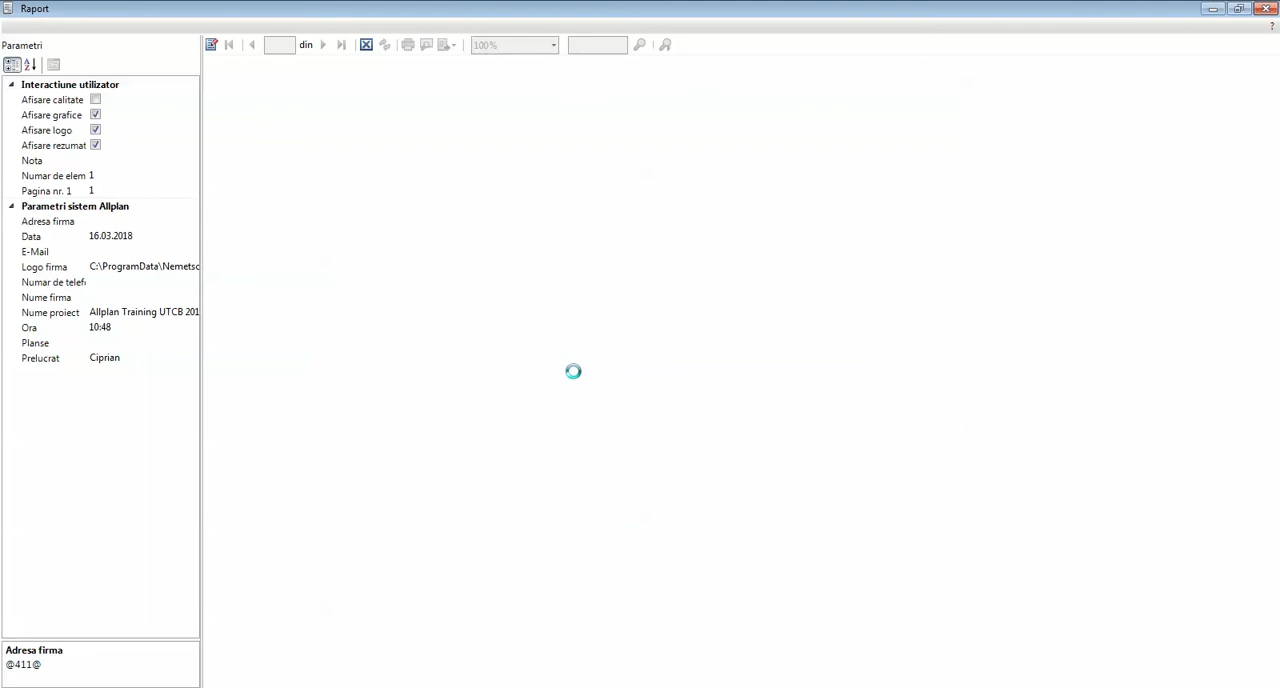 Raport
?
Parametri
din
100%
Interactiune utilizator
Afisare calitate
Afisare grafice
Afisare logo
Afisare rezumat
Nota
Numar de elem 1
Pagina nr. 1 1
Parametri sistem Allplan
Adresa firma
Data 16.03.2018
E-Mail
Logo firma C:\ProgramData\Nemetsc
Numar de telef
Nume firma
Nume proiect Allplan Training UTCB 201
Ora 10:48
Planse
Prelucrat Ciprian
Adresa firma
@411@